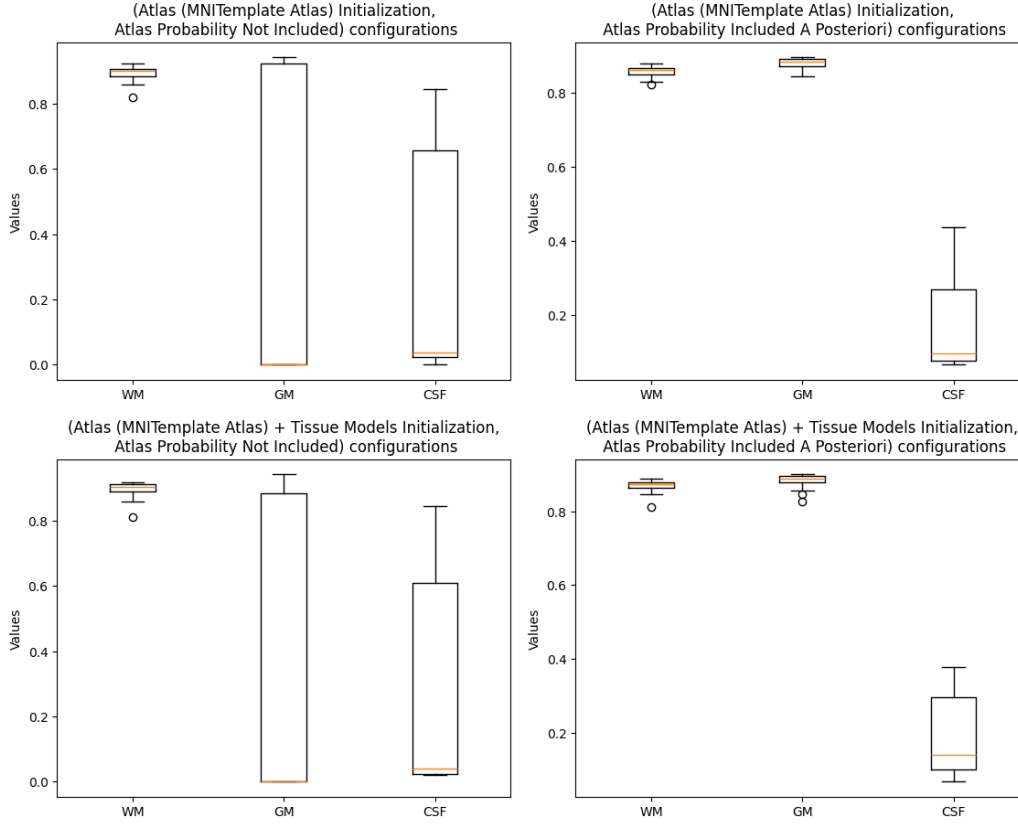 (Atlas (MNITemplate Atlas) Initialization,
Atlas Probability Not Included) configurations
Values
0.8
0.6
0.4
0.2
0.0
WM GM CSF
(Atlas (MNITemplate Atlas) Initialization,
Atlas Probability Included A Posteriori) configurations
Values
0.8
0.6
0.4
0.2
WM GM CSF
(Atlas (MNITemplate Atlas) + Tissue Models Initialization,
Atlas Probability Not Included) configurations
Values
0.8
0.6
0.4
0.2
0.0
WM GM CSF
(Atlas (MNITemplate Atlas) + Tissue Models Initialization,
Atlas Probability Included A Posteriori) configurations
Values
0.8
0.6
0.4
0.2
WM GM CSF